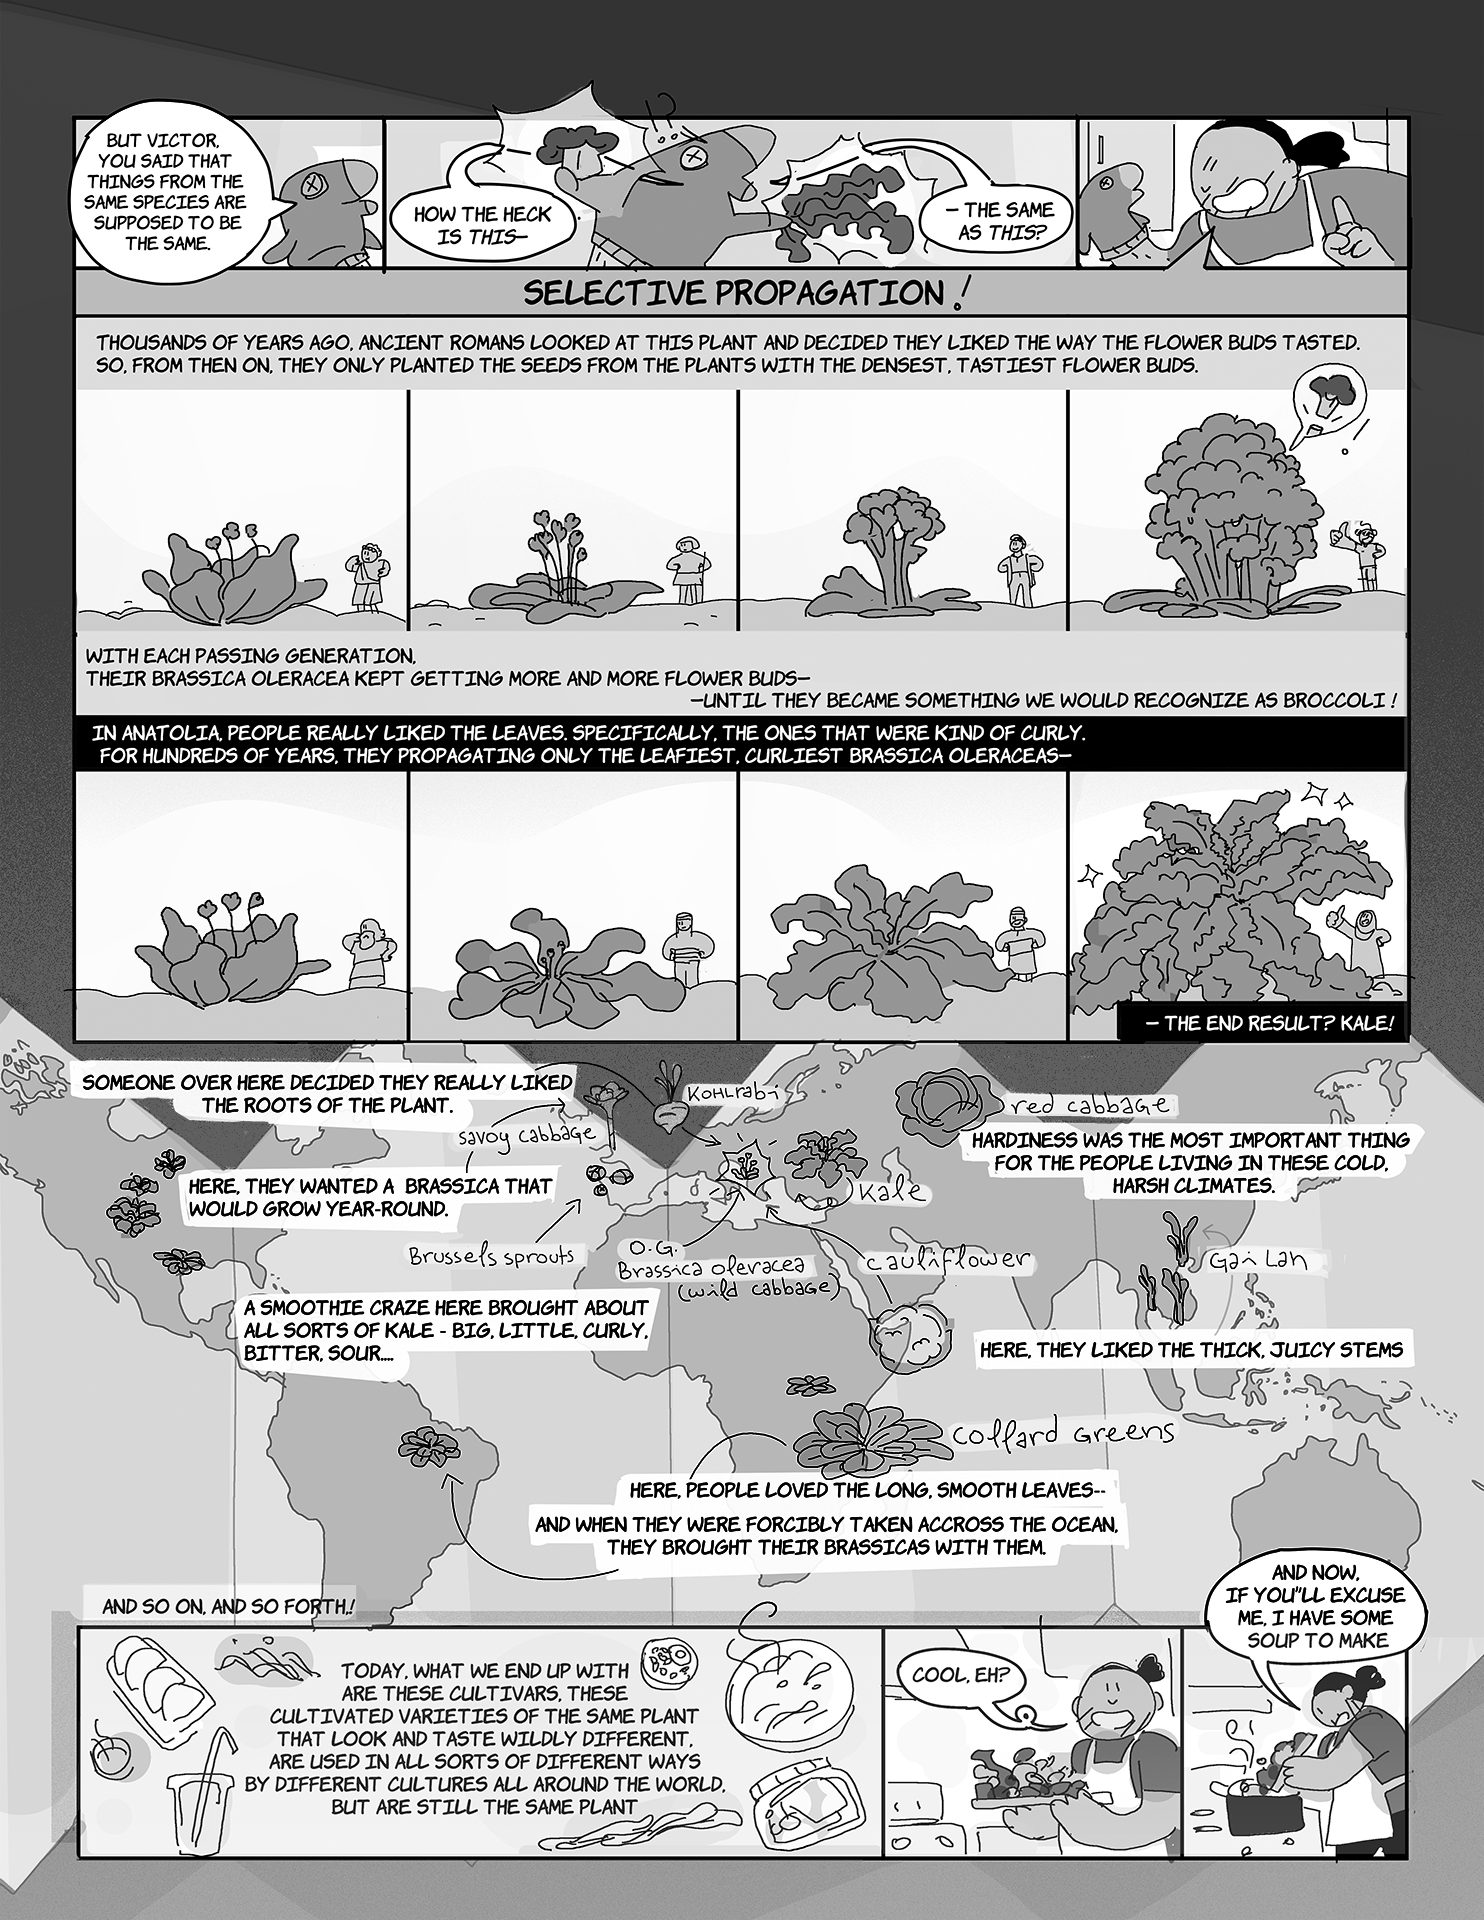 BUT VICTOR,
YOU SAID THAT
THINGS FROM THE
SAME SPECIES ARE
SUPPOSED TO BE
THE SAME.
HOW THE HECK
IS THIS—
!?
— THE SAME
AS THIS?
SELECTIVE PROPAGATION!
THOUSANDS OF YEARS AGO, ANCIENT ROMANS LOOKED AT THIS PLANT AND DECIDED THEY LIKED THE WAY THE FLOWER BUDS TASTED.
SO, FROM THEN ON, THEY ONLY PLANTED THE SEEDS FROM THE PLANTS WITH THE DENSEST, TASTIEST FLOWER BUDS.
!
WITH EACH PASSING GENERATION,
THEIR BRASSICA OLERACEA KEPT GETTING MORE AND MORE FLOWER BUDS—
—UNTIL THEY BECAME SOMETHING WE WOULD RECOGNIZE AS BROCCOLI !
IN ANATOLIA, PEOPLE REALLY LIKED THE LEAVES. SPECIFICALLY, THE ONES THAT WERE KIND OF CURLY.
FOR HUNDREDS OF YEARS, THEY PROPAGATING ONLY THE LEAFIEST, CURLIEST BRASSICA OLERACEAS—
— THE END RESULT? KALE!
SOMEONE OVER HERE DECIDED THEY REALLY LIKED
THE ROOTS OF THE PLANT.
KOHLrabi
savoy cabbage
red cabbage
HARDINESS WAS THE MOST IMPORTANT THING
FOR THE PEOPLE LIVING IN THESE COLD,
HARSH CLIMATES.
HERE, THEY WANTED A BRASSICA THAT
WOULD GROW YEAR-ROUND.
Kale
Brussels sprouts
O.G.
Brassica oleracea
(wild cabbage)
cauliflower
Gai Lan
A SMOOTHIE CRAZE HERE BROUGHT ABOUT
ALL SORTS OF KALE - BIG, LITTLE, CURLY,
BITTER, SOUR....
HERE, THEY LIKED THE THICK, JUICY STEMS
collard Greens
HERE, PEOPLE LOVED THE LONG, SMOOTH LEAVES--
AND WHEN THEY WERE FORCIBLY TAKEN ACCROSS THE OCEAN,
THEY BROUGHT THEIR BRASSICAS WITH THEM.
AND SO ON, AND SO FORTH,!
TODAY, WHAT WE END UP WITH
ARE THESE CULTIVARS, THESE
CULTIVATED VARIETIES OF THE SAME PLANT
THAT LOOK AND TASTE WILDLY DIFFERENT,
ARE USED IN ALL SORTS OF DIFFERENT WAYS
BY DIFFERENT CULTURES ALL AROUND THE WORLD,
BUT ARE STILL THE SAME PLANT
COOL, EH?
AND NOW,
IF YOU"LL EXCUSE
ME, I HAVE SOME
SOUP TO MAKE